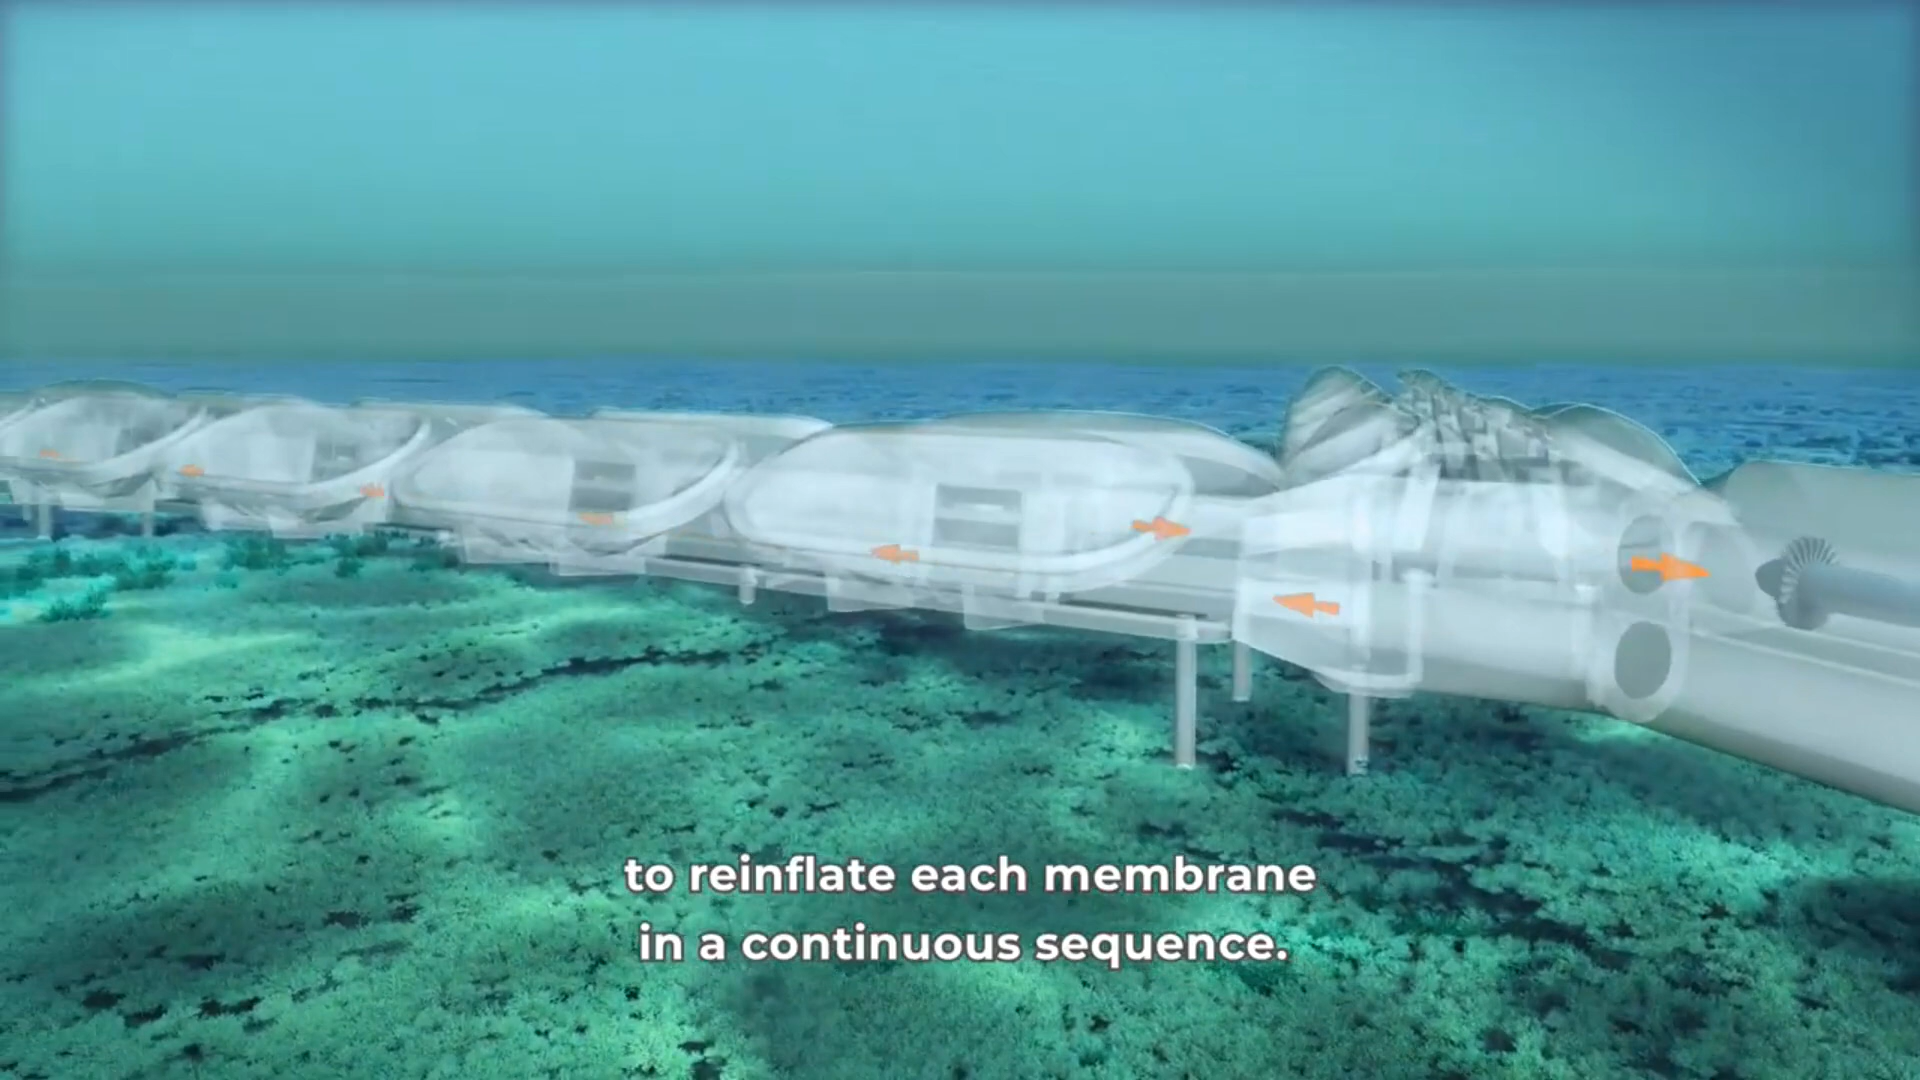 to reinflate each membrane
in a continuous sequence.